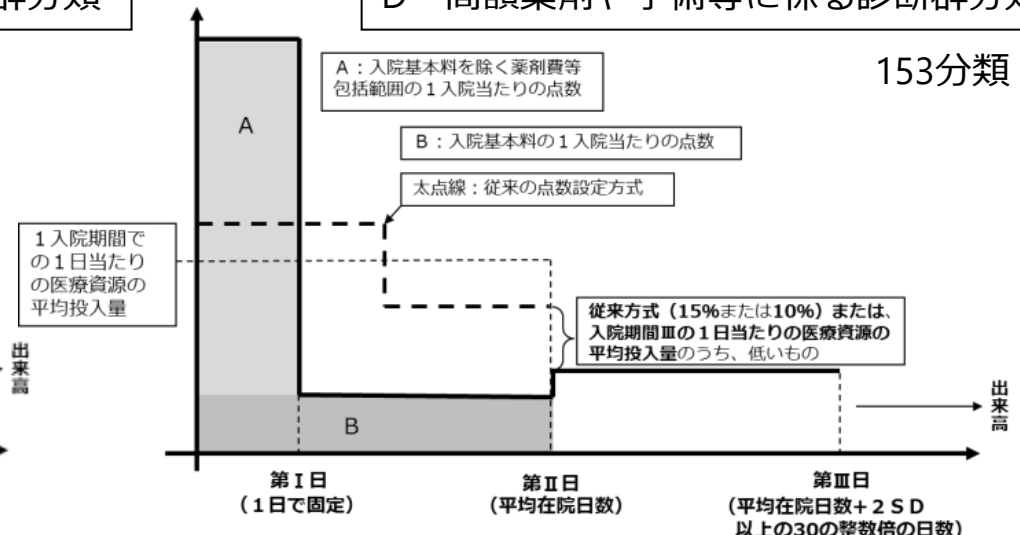 群分類
D 高額薬剤や手術等に係る診断群分類
153分類
A：入院基本料を除く薬剤費等
包括範囲の１入院当たりの点数
A
B：入院基本料の１入院当たりの点数
太点線：従来の点数設定方式
１入院期間で
の１日当たり
の医療資源の
平均投入量
従来方式（15%または10%）または、
入院期間Ⅲの１日当たりの医療資源の
平均投入量のうち、低いもの
出来高
出来高
B
第Ⅰ日
（１日で固定）
第Ⅱ日
（平均在院日数）
第Ⅲ日
（平均在院日数+２ＳＤ
以上の30の整数倍の日数）